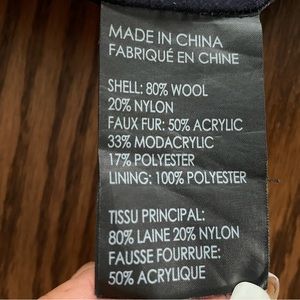 MADE IN CHINA
FABRIQUÉ EN CHINE
SHELL: 80% WOOL
20% NYLON
FAUX FUR: 50% ACRYLIC
33% MODACRYLIC
17% POLYESTER
LINING: 100% POLYESTER
TISSU PRINCIPAL:
80% LAINE 20% NYLON
FAUSSE FOURRURE:
50% ACRYLIQUE